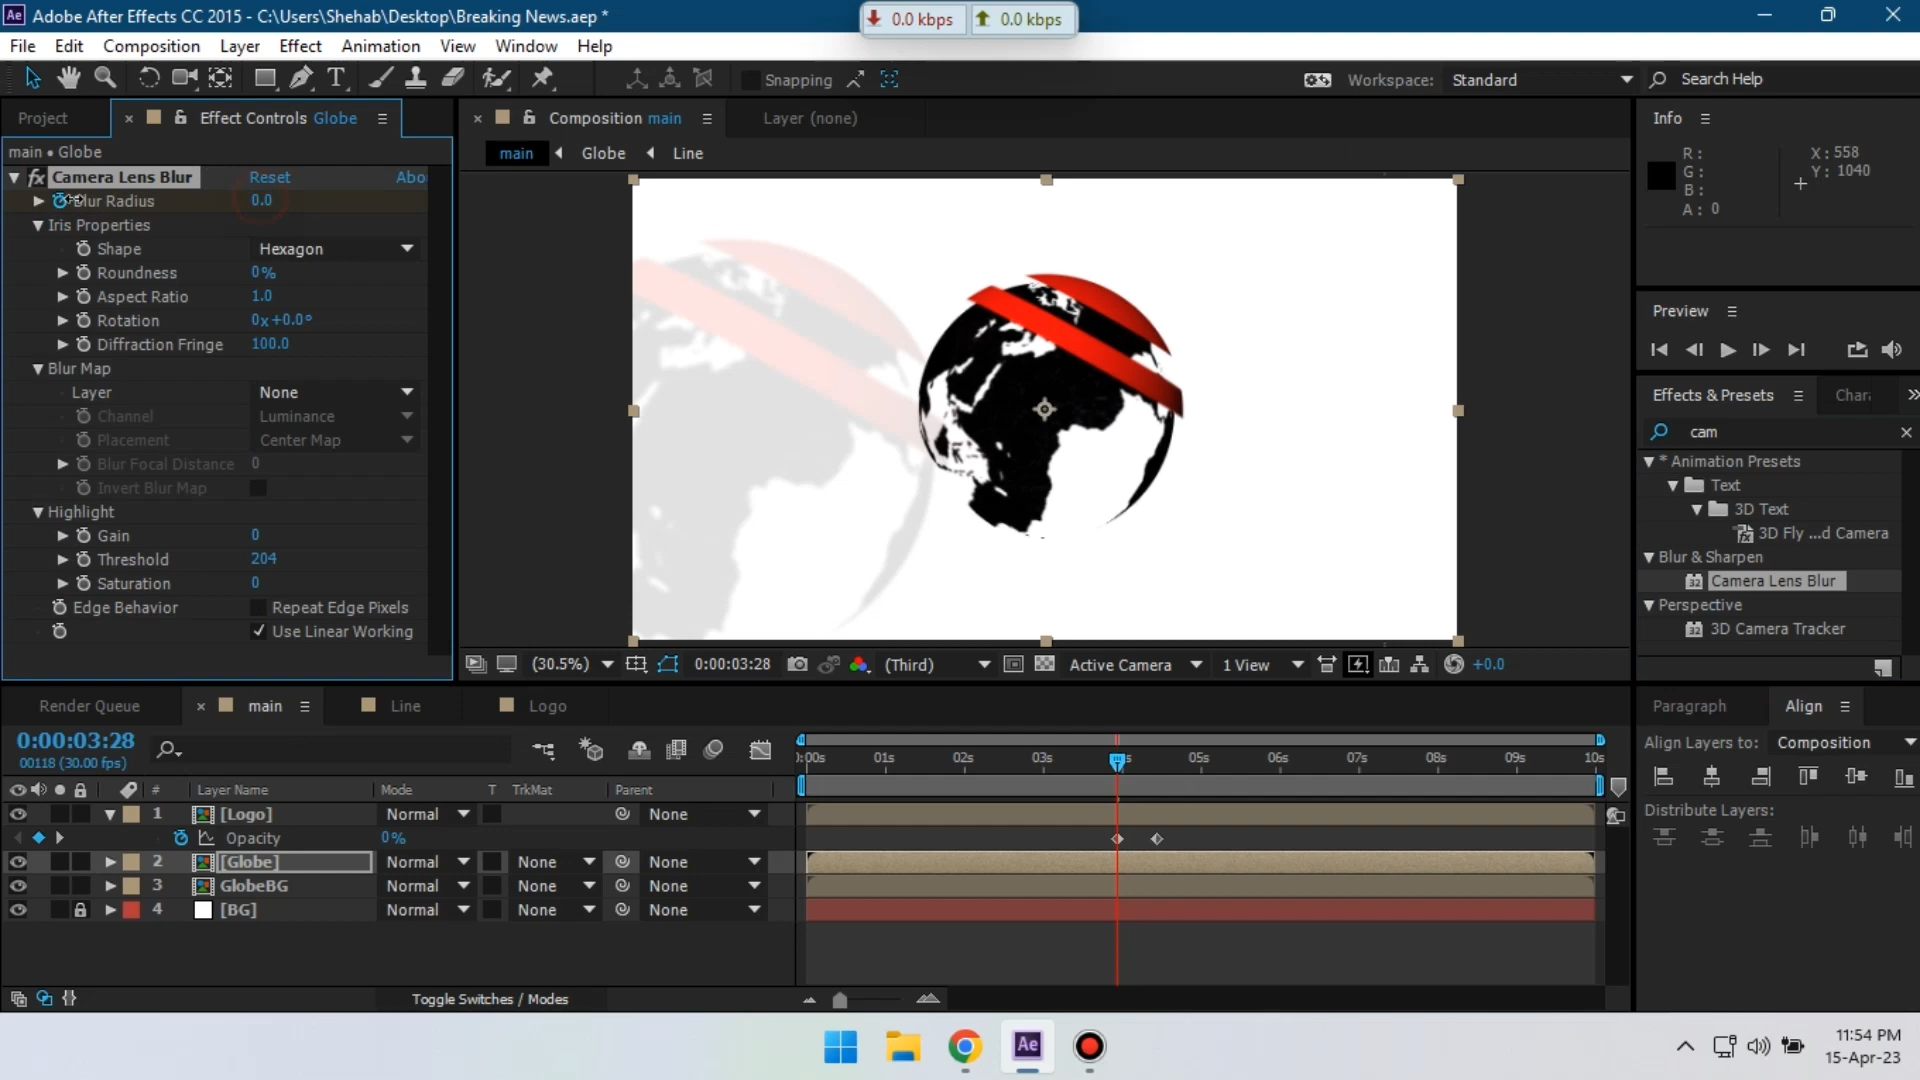 Adobe After Effects CC 2015 - C:\Users\Shehab\Desktop\Breaking News.aep *
0.0 kbps
0.0 kbps
File Edit Composition Layer Effect Animation View Window Help
Snapping
Workspace: Standard
Search Help
Project
Effect Controls Globe
Composition main
Layer (none)
Info
main • Globe
main
Globe
Line
R:
G:
B:
A: 0
X: 558
Y: 1040
fx Camera Lens Blur Reset Abou
Blur Radius 0.0
Iris Properties
Shape Hexagon
Roundness 0%
Aspect Ratio 1.0
Rotation 0x+0.0°
Diffraction Fringe 100.0
Blur Map
Layer None
Channel Luminance
Placement Center Map
Blur Focal Distance 0
Invert Blur Map
Highlight
Gain 0
Threshold 204
Saturation 0
Edge Behavior Repeat Edge Pixels
Use Linear Working
Preview
Effects & Presets
Chara
cam
* Animation Presets
Text
3D Text
3D Fly ...d Camera
Blur & Sharpen
32 Camera Lens Blur
Perspective
32 3D Camera Tracker
(30.5%) 0:00:03:28 (Third) Active Camera 1 View +0.0
Render Queue
main
Line
Logo
Paragraph
Align
0:00:03:28
00118 (30.00 fps)
):00s 01s 02s 03s 05s 06s 07s 08s 09s 10s
Align Layers to: Composition
# Layer Name Mode T TrkMat Parent
1 [Logo] Normal None
Opacity 0%
2 [Globe] Normal None None
3 GlobeBG Normal None None
4 [BG] Normal None None
Distribute Layers:
Toggle Switches / Modes
Ae
11:54 PM
15-Apr-23